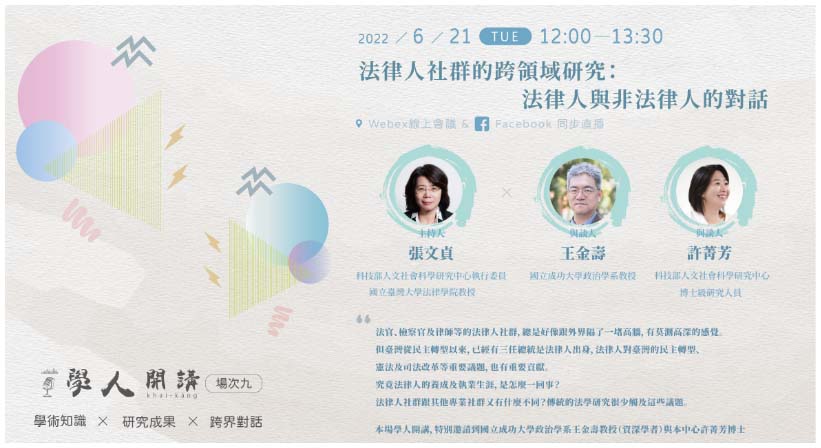 2022 / 6 / 21 TUE 12:00—13:30
法律人社群的跨領域研究：
法律人與非法律人的對話
Webex線上會議 & Facebook 同步直播
主持人
張文貞
科技部人文社會科學研究中心執行委員
國立臺灣大學法律學院教授
×
與談人
王金壽
國立成功大學政治學系教授
與談人
許菁芳
科技部人文社會科學研究中心
博士級研究人員
法官、檢察官及律師等的法律人社群，總是好像跟外界隔了一堵高牆，有莫測高深的感覺。
但臺灣從民主轉型以來，已經有三任總統是法律人出身，法律人對臺灣的民主轉型、
憲法及司法改革等重要議題，也有重要貢獻。
究竟法律人的養成及執業生涯，是怎麼一回事？
法律人社群跟其他專業社群又有什麼不同？傳統的法學研究很少觸及這些議題。
本場學人開講，特別邀請到國立成功大學政治學系王金壽教授（資深學者）與本中心許菁芳博士
學人開講
khai-káng
場次九
學術知識 × 研究成果 × 跨界對話